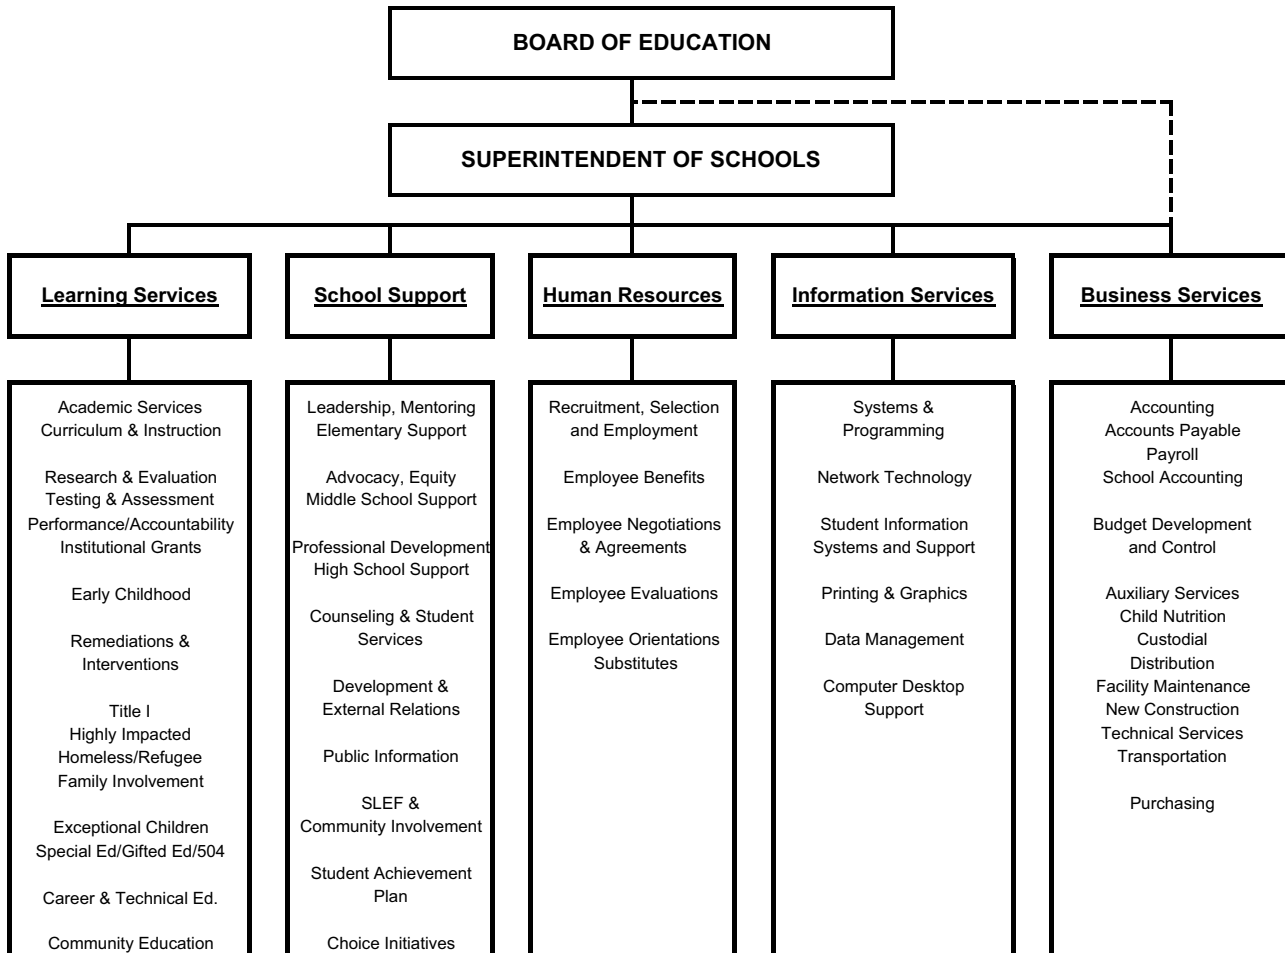 BOARD OF EDUCATION
SUPERINTENDENT OF SCHOOLS
Learning Services
School Support
Human Resources
Information Services
Business Services
Academic Services
Curriculum & Instruction
Research & Evaluation
Testing & Assessment
Performance/Accountability
Institutional Grants
Early Childhood
Remediations &
Interventions
Title I
Highly Impacted
Homeless/Refugee
Family Involvement
Exceptional Children
Special Ed/Gifted Ed/504
Career & Technical Ed.
Community Education
Leadership, Mentoring
Elementary Support
Advocacy, Equity
Middle School Support
Professional Development
High School Support
Counseling & Student
Services
Development &
External Relations
Public Information
SLEF &
Community Involvement
Student Achievement
Plan
Choice Initiatives
Recruitment, Selection
and Employment
Employee Benefits
Employee Negotiations
& Agreements
Employee Evaluations
Employee Orientations
Substitutes
Systems &
Programming
Network Technology
Student Information
Systems and Support
Printing & Graphics
Data Management
Computer Desktop
Support
Accounting
Accounts Payable
Payroll
School Accounting
Budget Development
and Control
Auxiliary Services
Child Nutrition
Custodial
Distribution
Facility Maintenance
New Construction
Technical Services
Transportation
Purchasing